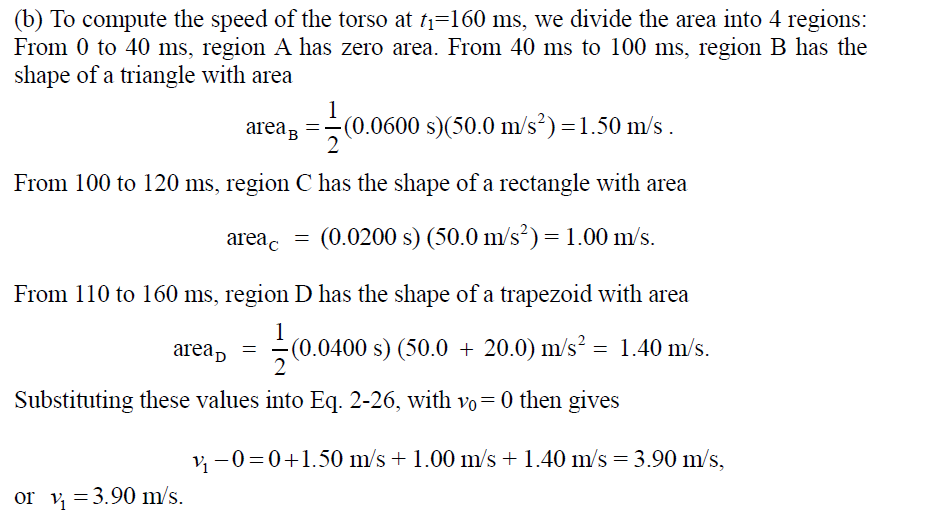 (b) To compute the speed of the torso at t₁=160 ms, we divide the area into 4 regions:
From 0 to 40 ms, region A has zero area. From 40 ms to 100 ms, region B has the
shape of a triangle with area
area_B = 1/2 (0.0600 s)(50.0 m/s²) = 1.50 m/s .
From 100 to 120 ms, region C has the shape of a rectangle with area
area_C = (0.0200 s) (50.0 m/s²) = 1.00 m/s.
From 110 to 160 ms, region D has the shape of a trapezoid with area
area_D = 1/2 (0.0400 s) (50.0 + 20.0) m/s² = 1.40 m/s.
Substituting these values into Eq. 2-26, with v₀ = 0 then gives
v₁ − 0 = 0 + 1.50 m/s + 1.00 m/s + 1.40 m/s = 3.90 m/s,
or v₁ = 3.90 m/s.